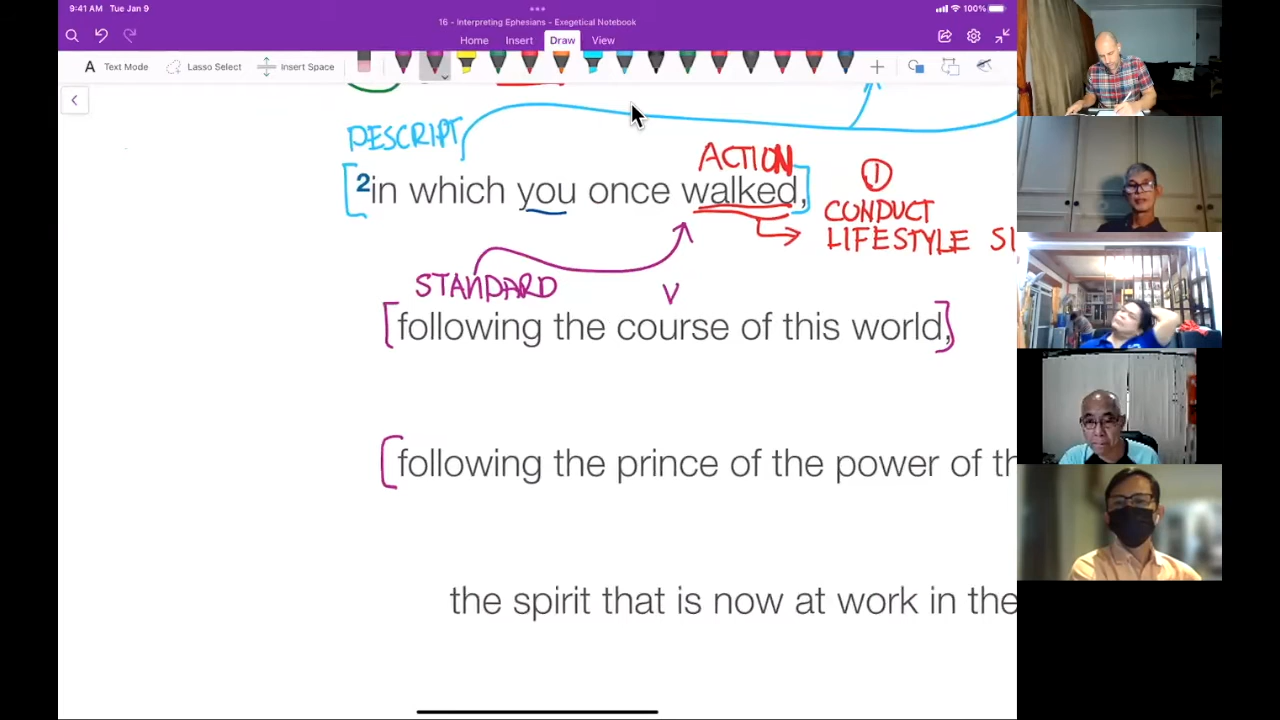 9:41 AM Tue Jan 9
100%
16 - Interpreting Ephesians - Exegetical Notebook
Home Insert Draw View
Text Mode Lasso Select Insert Space
DESCRIPT
ACTION
2in which you once walked,
①
CONDUCT
LIFESTYLE SI
STANDARD
V
following the course of this world,
following the prince of the power of th
the spirit that is now at work in the